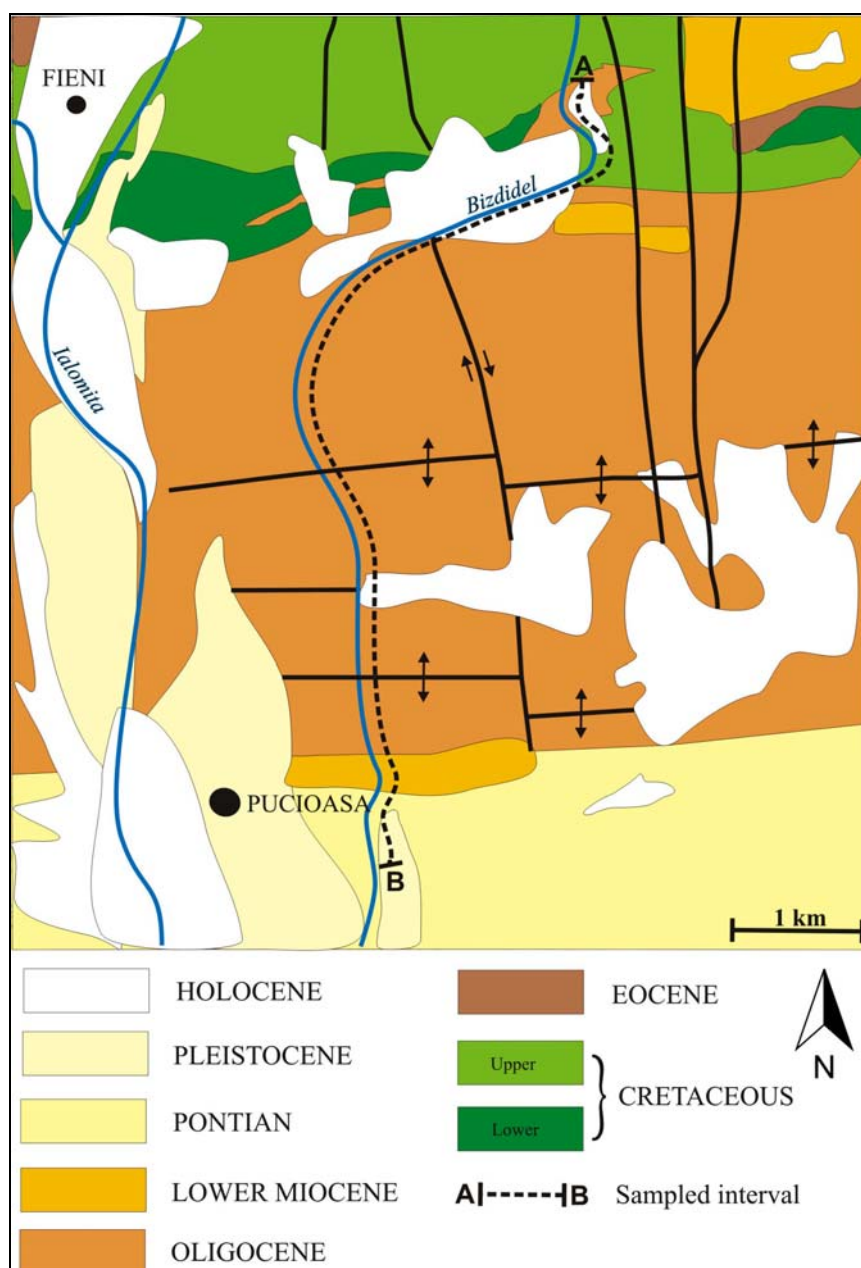 FIENI
A
Bizdidel
Ialomita
PUCIOASA
B
1 km
HOLOCENE
PLEISTOCENE
PONTIAN
LOWER MIOCENE
OLIGOCENE
EOCENE
Upper
Lower
CRETACEOUS
A B Sampled interval
N